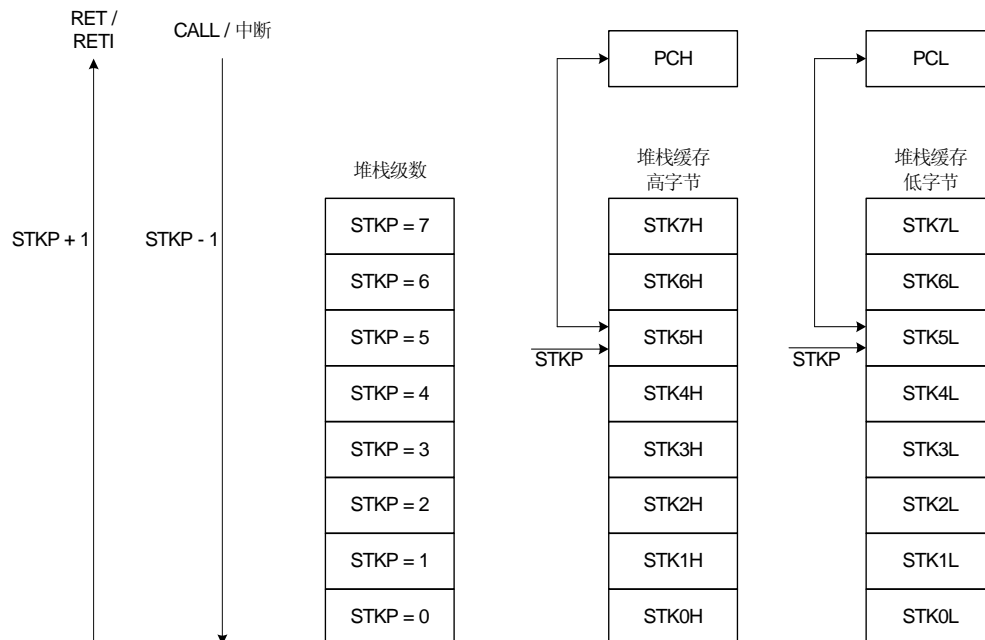 RET /
RETI
CALL / 中断
PCH
PCL
堆栈级数
堆栈缓存
高字节
堆栈缓存
低字节
STKP + 1
STKP - 1
STKP = 7
STK7H
STK7L
STKP = 6
STK6H
STK6L
STKP = 5
STK5H
STK5L
STKP
STKP
STKP = 4
STK4H
STK4L
STKP = 3
STK3H
STK3L
STKP = 2
STK2H
STK2L
STKP = 1
STK1H
STK1L
STKP = 0
STK0H
STK0L